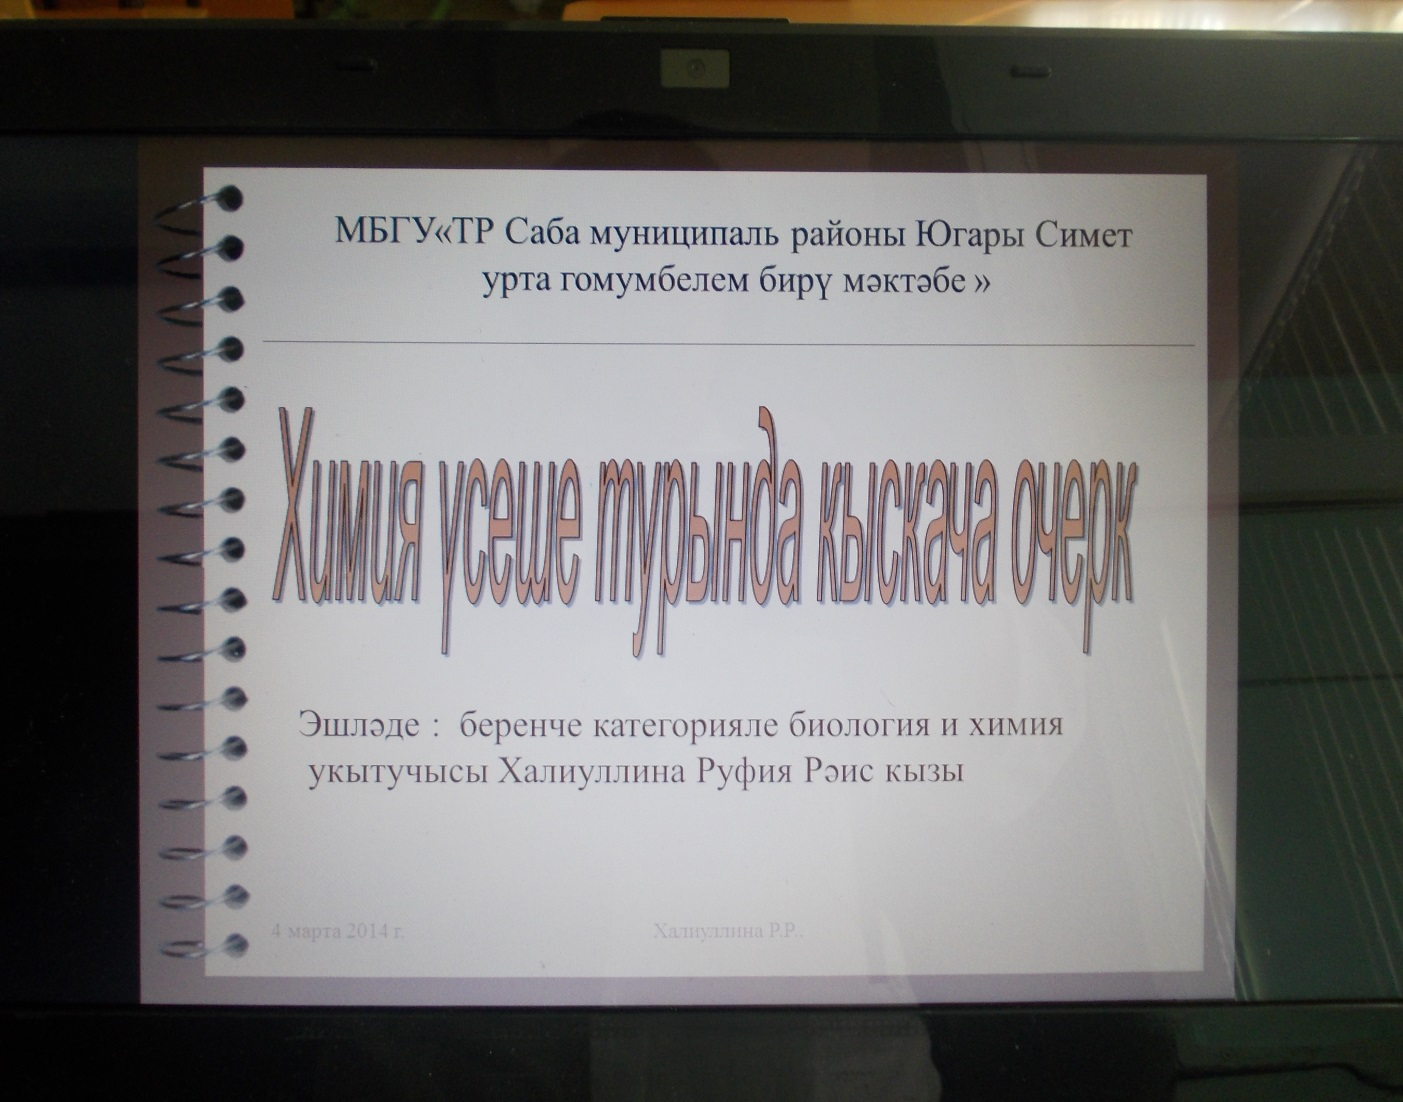 МБГУ«ТР Саба муниципаль районы Югары Симет
урта гомумбелем бирү мәктәбе »
Химия үсеше турында кыскача очерк
Эшләде :  беренче категорияле биология и химия
укытучысы Халиуллина Руфия Рәис кызы
4 марта 2014 г.
Халиуллина Р.Р..